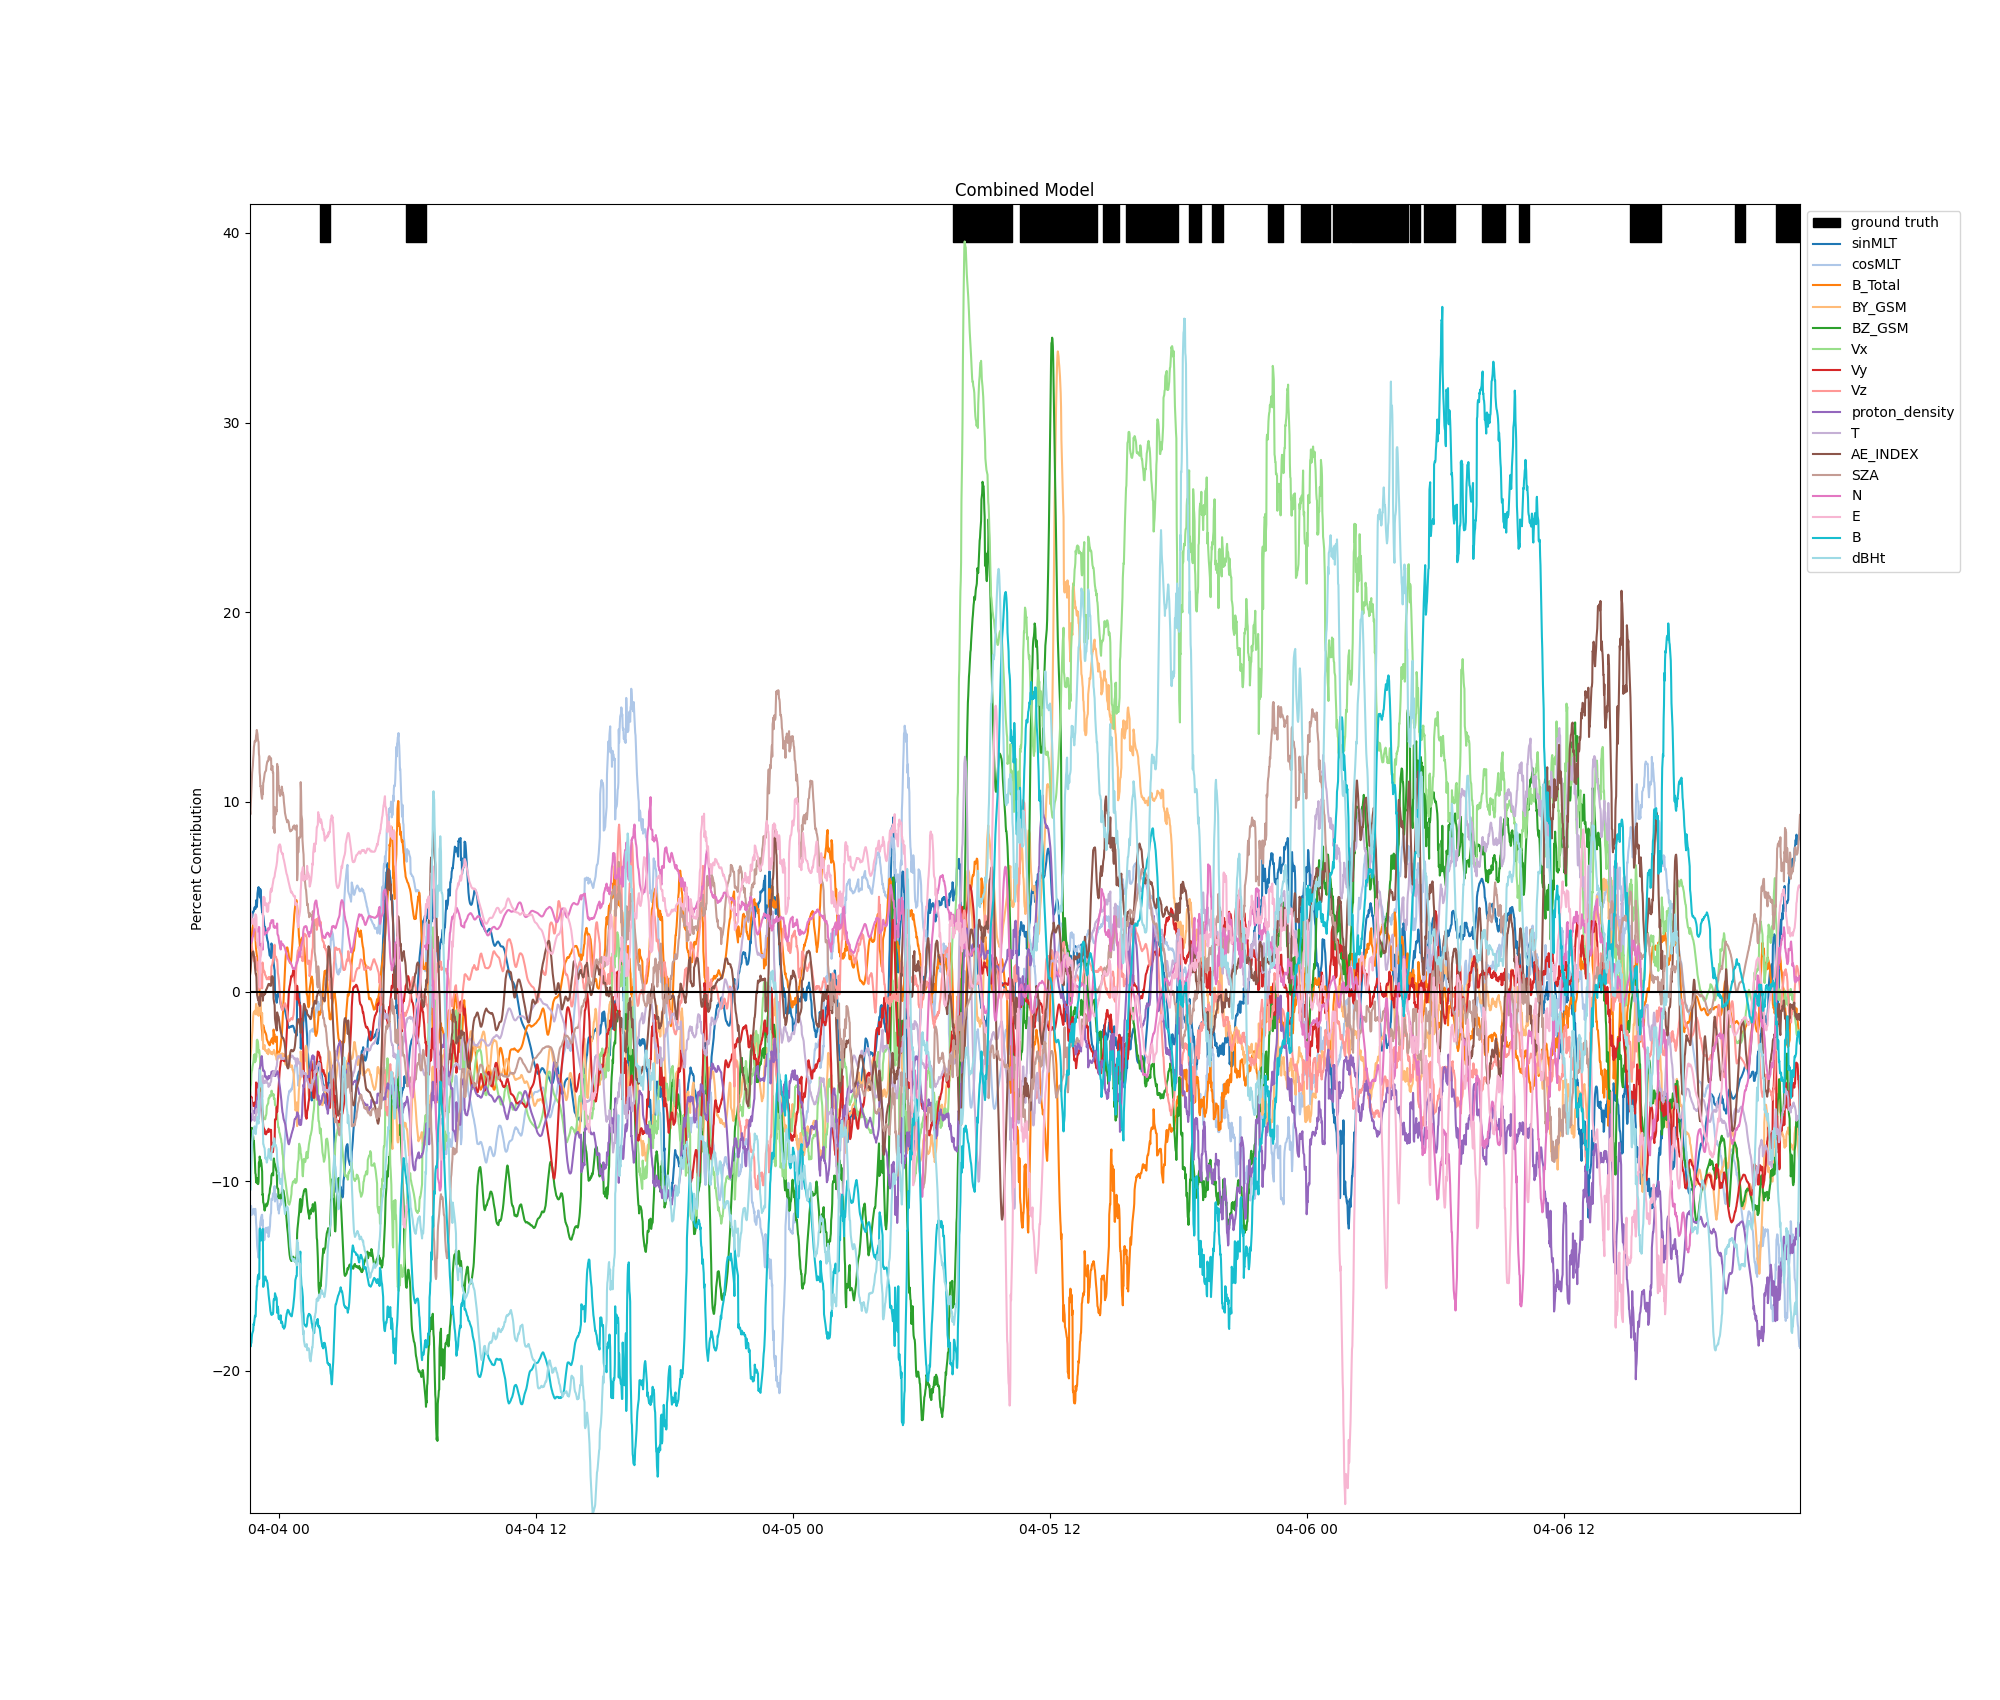 Combined Model
Percent Contribution
40
30
20
10
0
−10
−20
04-04 00
04-04 12
04-05 00
04-05 12
04-06 00
04-06 12
ground truth
sinMLT
cosMLT
B_Total
BY_GSM
BZ_GSM
Vx
Vy
Vz
proton_density
T
AE_INDEX
SZA
N
E
B
dBHt